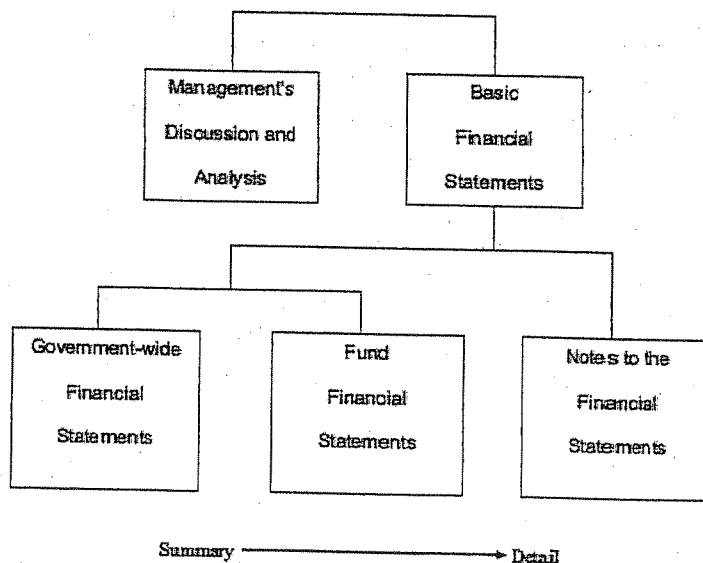 Management's
Discussion and
Analysis
Basic
Financial
Statements
Government-wide
Financial
Statements
Fund
Financial
Statements
Notes to the
Financial
Statements
Summary
Detail